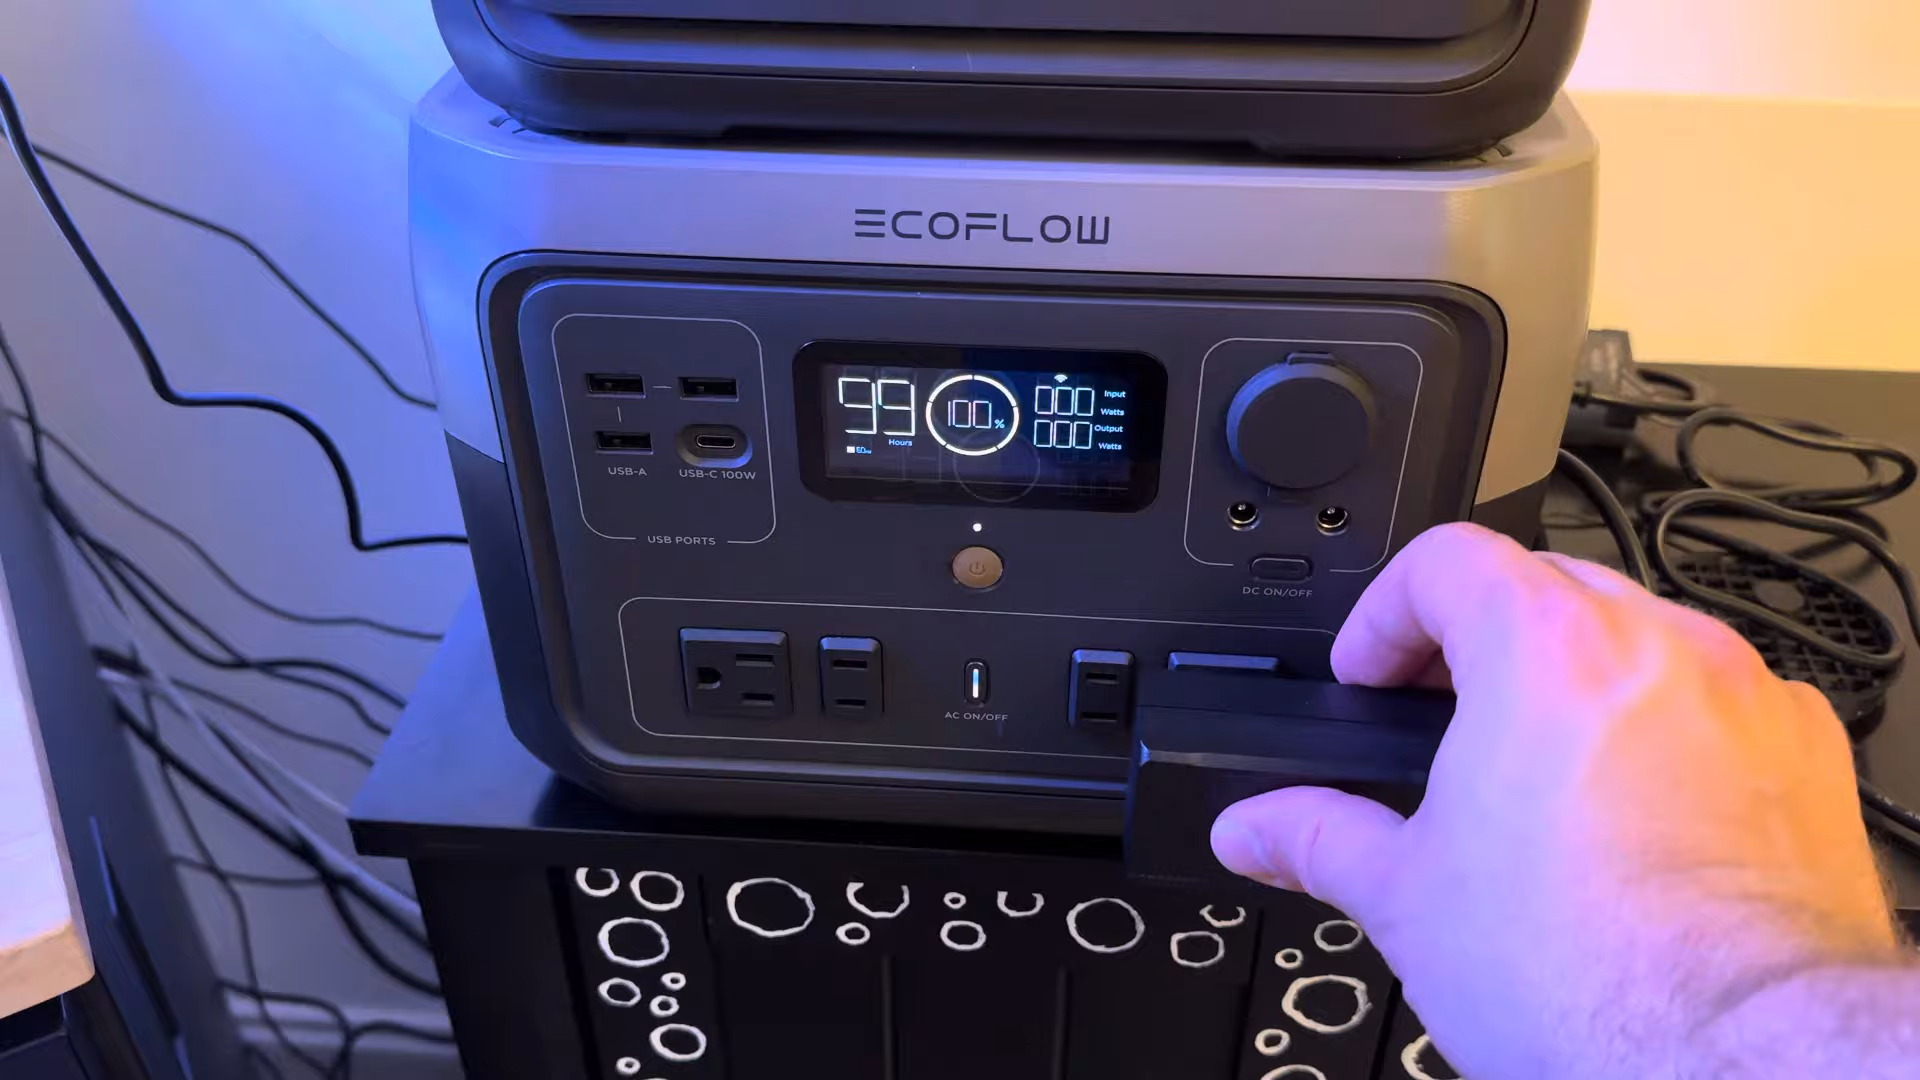 ECOFLOW
99
Hours
100 %
000 Input
Watts
000 Output
Watts
USB-A
USB-C 100W
USB PORTS
DC ON/OFF
AC ON/OFF